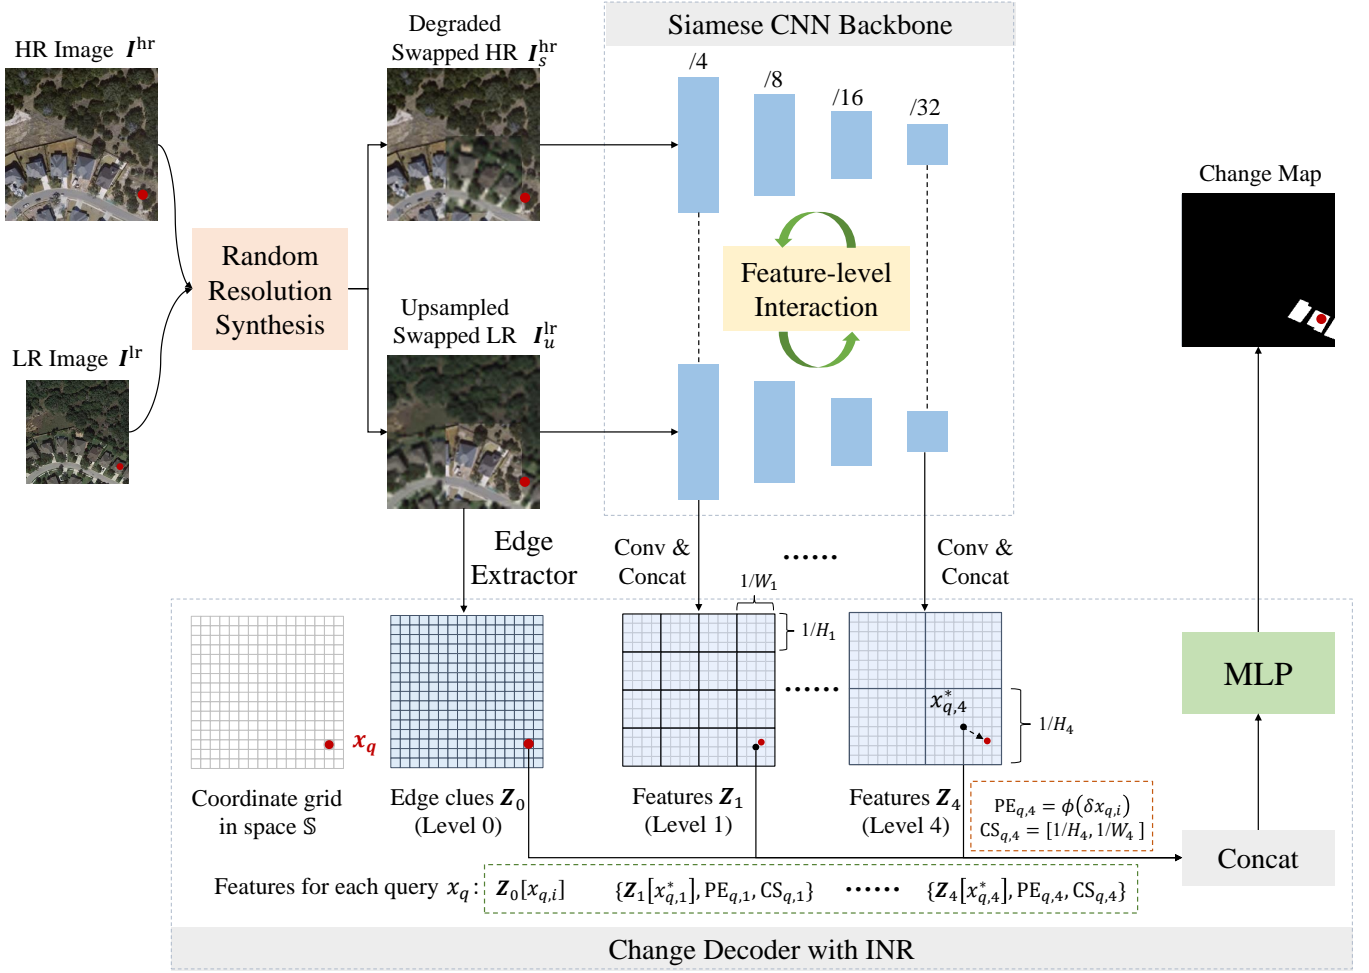 HR Image I^hr
Degraded
Swapped HR I_s^hr
Siamese CNN Backbone
/4
/8
/16
/32
Change Map
Random
Resolution
Synthesis
Feature-level
Interaction
Upsampled
Swapped LR I_u^lr
LR Image I^lr
Edge
Extractor
Conv &
Concat
......
Conv &
Concat
1/W_1
1/H_1
......
x*_{q,4}
1/H_4
MLP
x_q
Coordinate grid
in space 𝕊
Edge clues Z_0
(Level 0)
Features Z_1
(Level 1)
Features Z_4
(Level 4)
PE_{q,4} = ϕ(δx_{q,i})
CS_{q,4} = [1/H_4, 1/W_4 ]
Concat
Features for each query x_q: Z_0[x_{q,i}] {Z_1[x*_{q,1}], PE_{q,1}, CS_{q,1}} ...... {Z_4[x*_{q,4}], PE_{q,4}, CS_{q,4}}
Change Decoder with INR